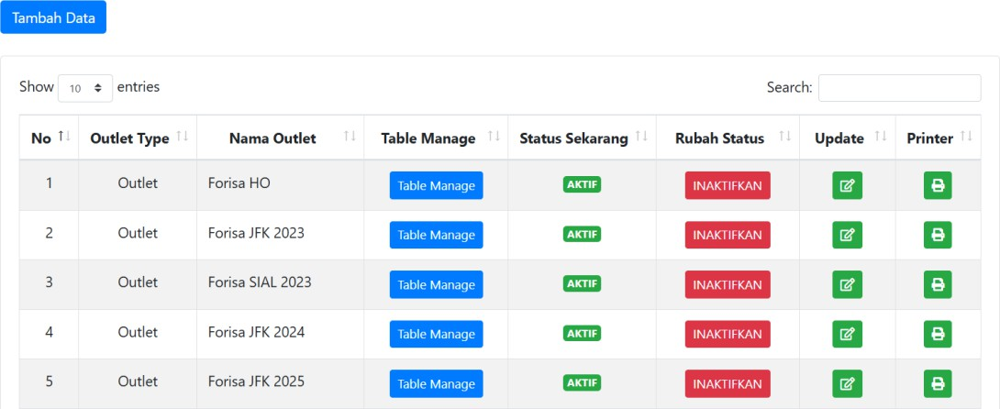 Tambah Data
Show 10 entries Search:
No Outlet Type Nama Outlet Table Manage Status Sekarang Rubah Status Update Printer
1 Outlet Forisa HO Table Manage AKTIF INAKTIFKAN
2 Outlet Forisa JFK 2023 Table Manage AKTIF INAKTIFKAN
3 Outlet Forisa SIAL 2023 Table Manage AKTIF INAKTIFKAN
4 Outlet Forisa JFK 2024 Table Manage AKTIF INAKTIFKAN
5 Outlet Forisa JFK 2025 Table Manage AKTIF INAKTIFKAN